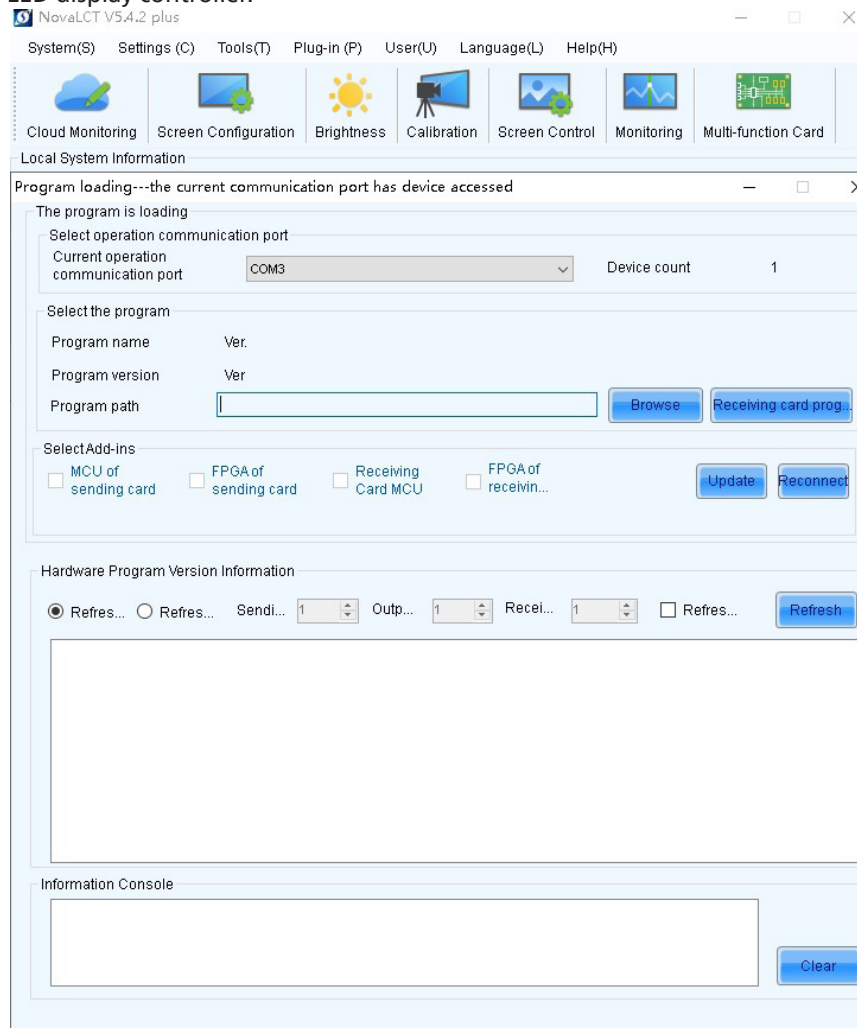 LED display controller.
NovaLCT V5.4.2 plus
System(S) Settings (C) Tools(T) Plug-in (P) User(U) Language(L) Help(H)
Cloud Monitoring Screen Configuration Brightness Calibration Screen Control Monitoring Multi-function Card
Local System Information
Program loading---the current communication port has device accessed
The program is loading
Select operation communication port
Current operation
communication port COM3 Device count 1
Select the program
Program name Ver.
Program version Ver
Program path Browse Receiving card prog...
Select Add-ins
MCU of
sending card
FPGA of
sending card
Receiving
Card MCU
FPGA of
receivin...
Update Reconnect
Hardware Program Version Information
Refres... Refres... Sendi... 1 Outp... 1 Recei... 1 Refres... Refresh
Information Console
Clear